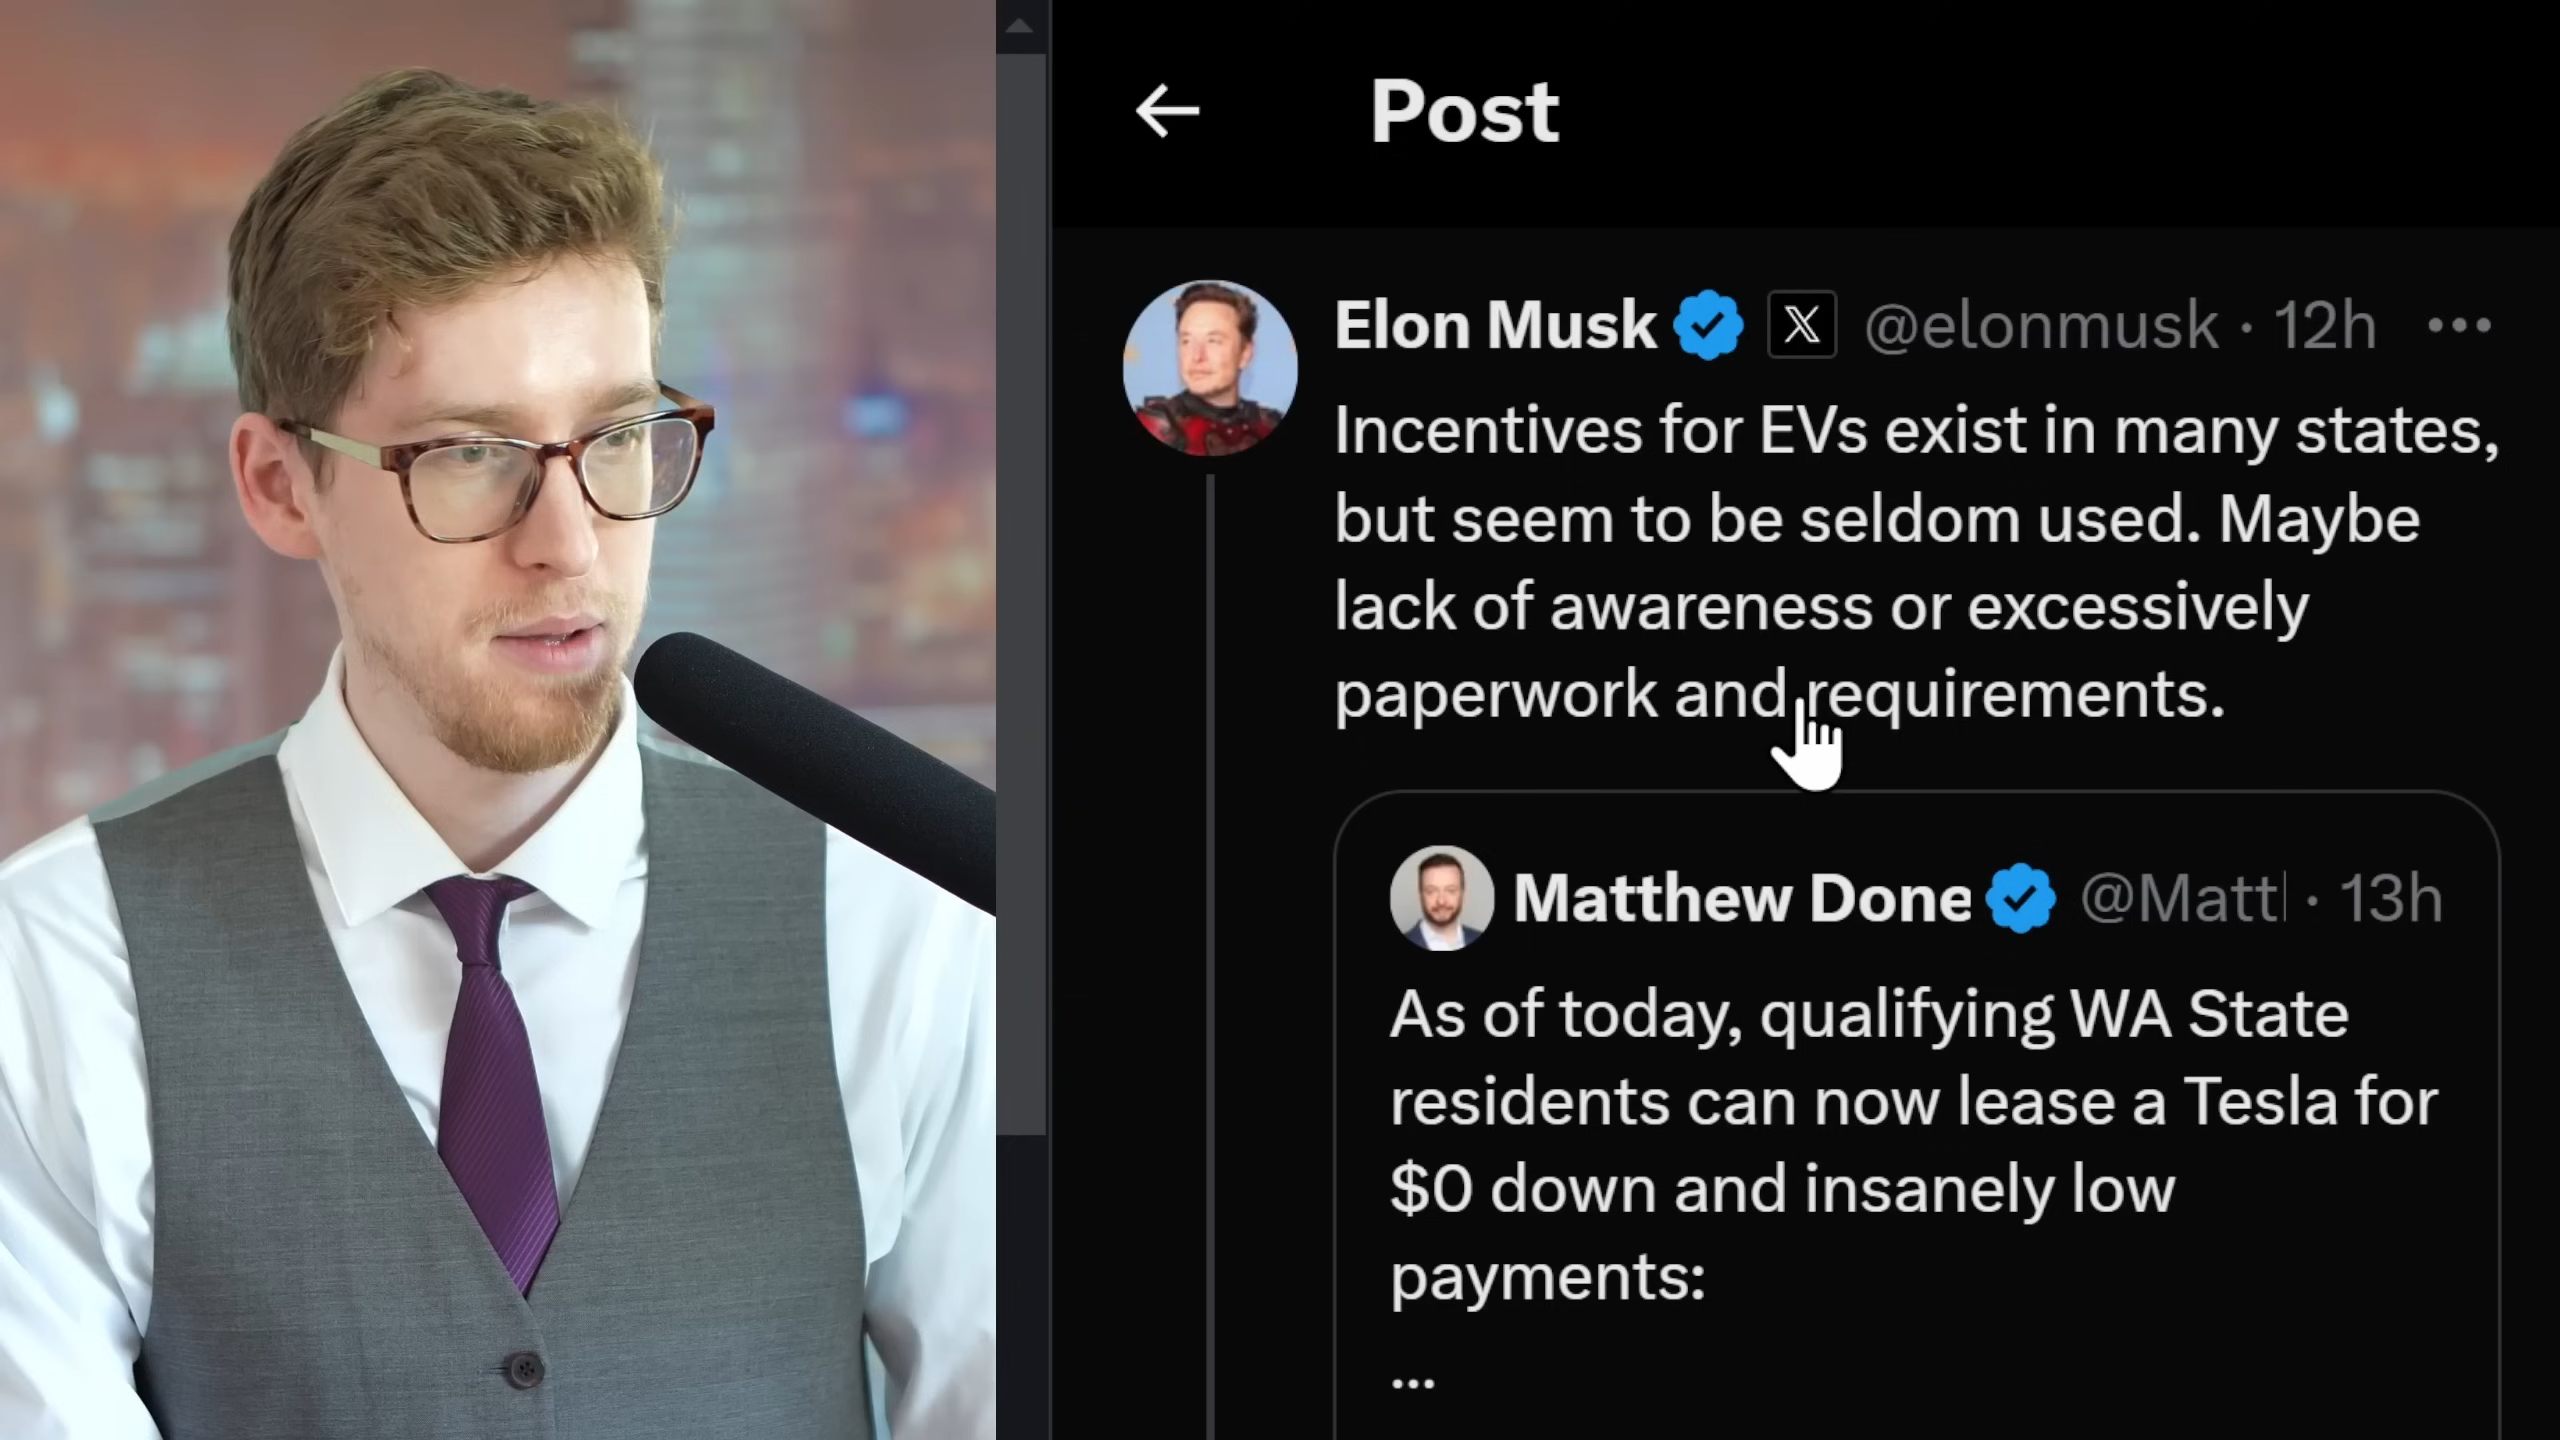 Post
Elon Musk X @elonmusk · 12h ...
Incentives for EVs exist in many states,
but seem to be seldom used. Maybe
lack of awareness or excessively
paperwork and requirements.
Matthew Done @Matt · 13h
As of today, qualifying WA State
residents can now lease a Tesla for
$0 down and insanely low
payments:
...